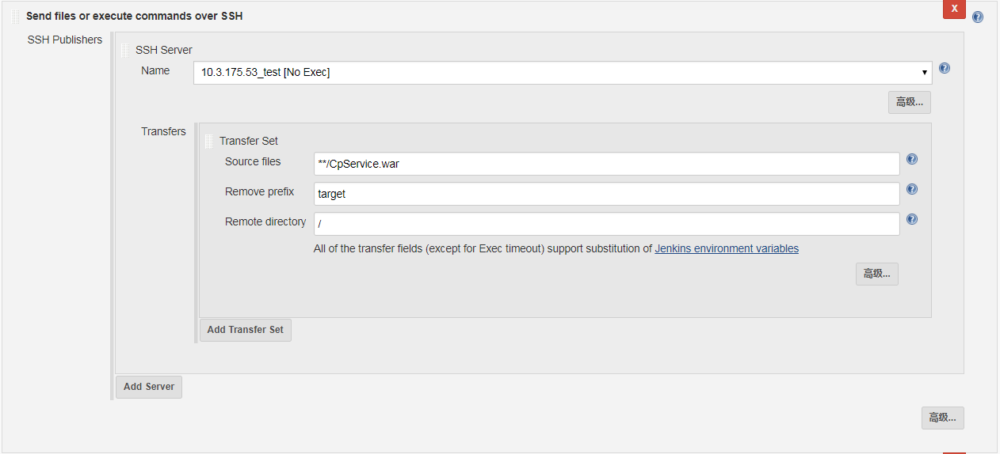 Send files or execute commands over SSH
X
SSH Publishers
SSH Server
Name
10.3.175.53_test [No Exec]
高级...
Transfers
Transfer Set
Source files
**/CpService.war
Remove prefix
target
Remote directory
/
All of the transfer fields (except for Exec timeout) support substitution of Jenkins environment variables
高级...
Add Transfer Set
Add Server
高级...